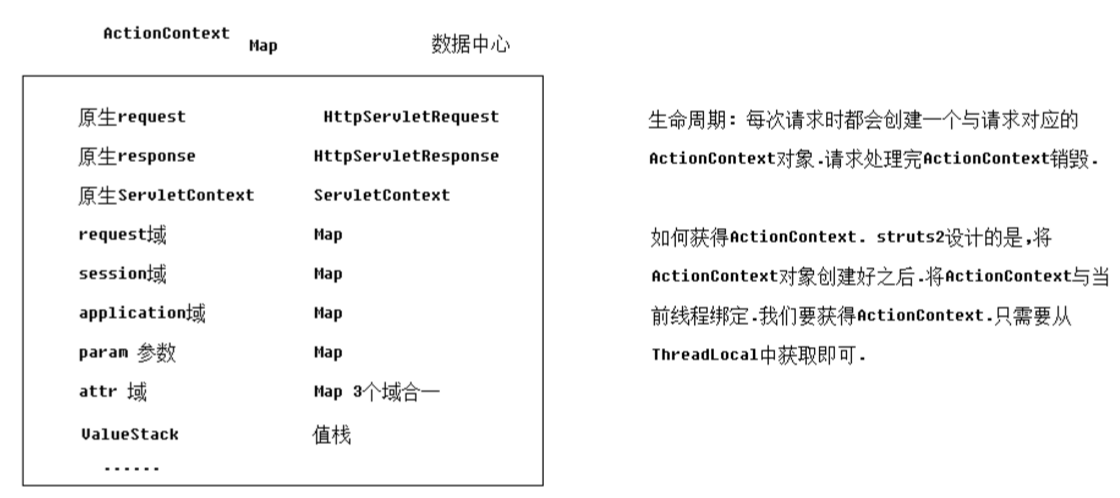 ActionContext Map 数据中心
原生request HttpServletRequest
原生response HttpServletResponse
原生ServletContext ServletContext
request域 Map
session域 Map
application域 Map
param 参数 Map
attr 域 Map 3个域合一
ValueStack 值栈
......
生命周期: 每次请求时都会创建一个与请求对应的
ActionContext对象.请求处理完ActionContext销毁.
如何获得ActionContext. struts2设计的是,将
ActionContext对象创建好之后.将ActionContext与当
前线程绑定.我们要获得ActionContext.只需要从
ThreadLocal中获取即可.